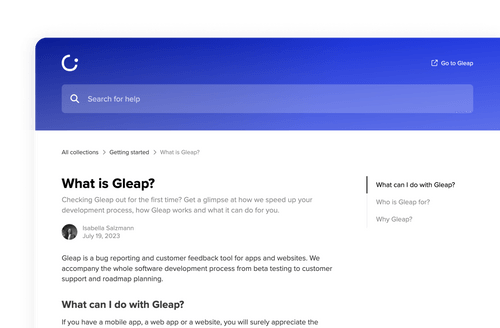 Go to Gleap
Search for help
All collections > Getting started > What is Gleap?
What is Gleap?
Checking Gleap out for the first time? Get a glimpse at how we speed up your
development process, how Gleap works and what it can do for you.
Isabella Salzmann
July 19, 2023
Gleap is a bug reporting and customer feedback tool for apps and websites. We
accompany the whole software development process from beta testing to customer
support and roadmap planning.
What can I do with Gleap?
If you have a mobile app, a web app or a website, you will surely appreciate the
What can I do with Gleap?
Who is Gleap for?
Why Gleap?